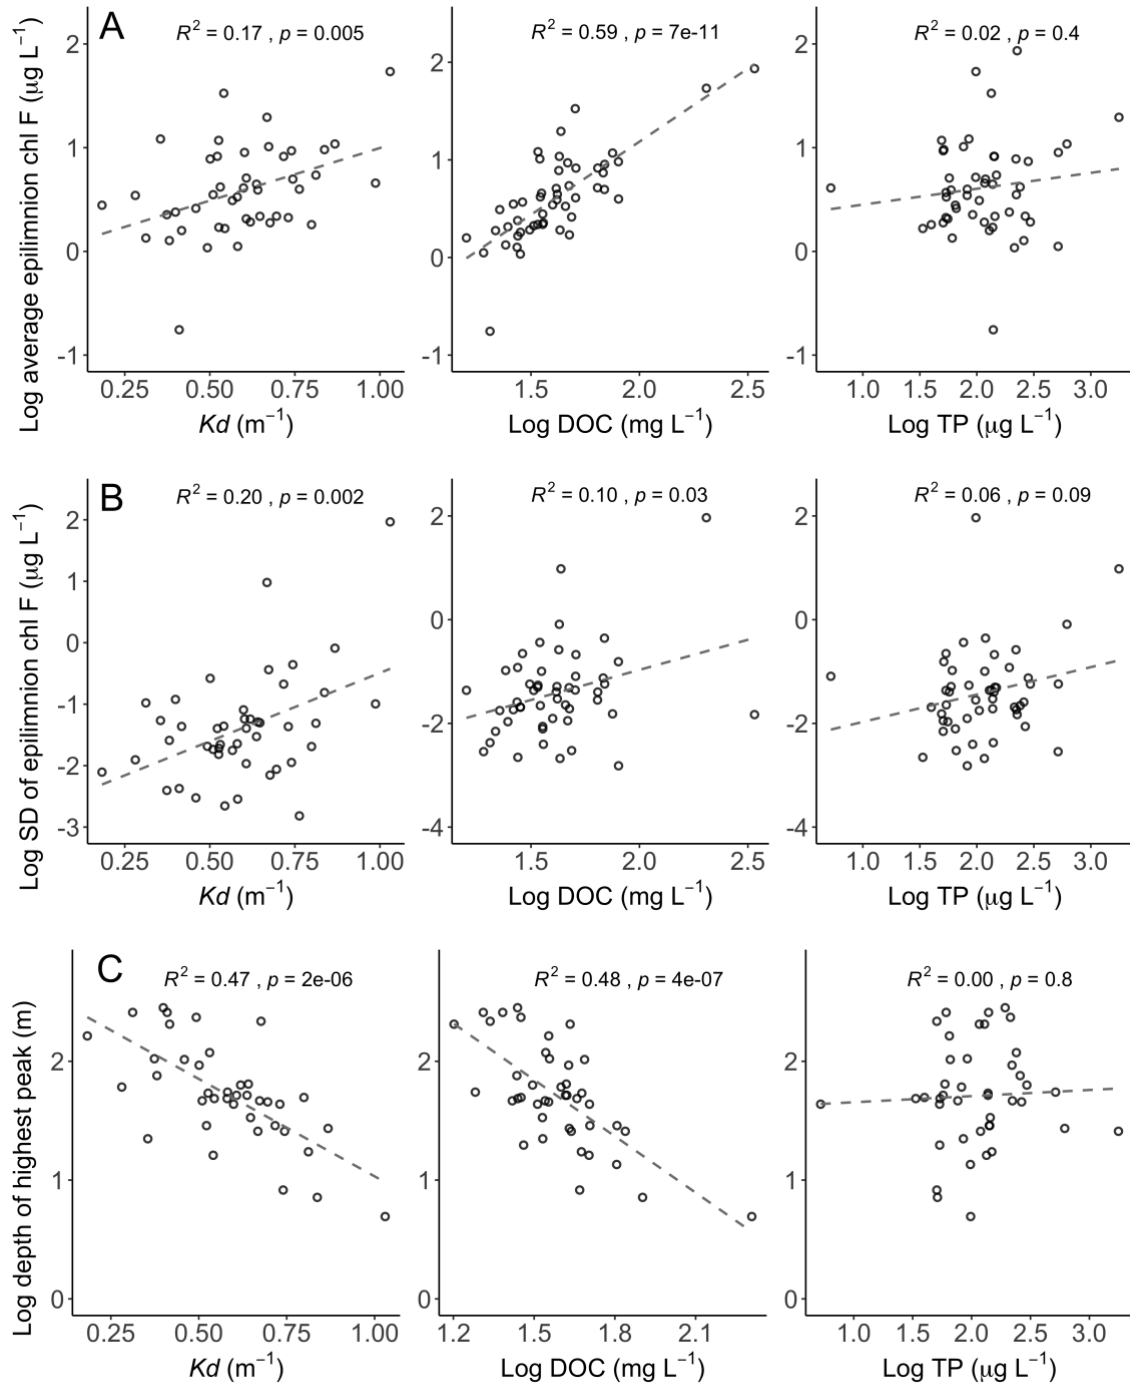 A
R² = 0.17 , p = 0.005
R² = 0.59 , p = 7e-11
R² = 0.02 , p = 0.4
Log average epilimnion chl F (μg L⁻¹)
2
1
0
-1
2
1
0
-1
2
1
0
-1
0.25 0.50 0.75 1.00
1.5 2.0 2.5
1.0 1.5 2.0 2.5 3.0
Kd (m⁻¹)
Log DOC (mg L⁻¹)
Log TP (μg L⁻¹)
B
R² = 0.20 , p = 0.002
R² = 0.10 , p = 0.03
R² = 0.06 , p = 0.09
Log SD of epilimnion chl F (μg L⁻¹)
2
1
0
-1
-2
-3
2
0
-2
-4
2
0
-2
-4
0.25 0.50 0.75 1.00
1.5 2.0 2.5
1.0 1.5 2.0 2.5 3.0
Kd (m⁻¹)
Log DOC (mg L⁻¹)
Log TP (μg L⁻¹)
C
R² = 0.47 , p = 2e-06
R² = 0.48 , p = 4e-07
R² = 0.00 , p = 0.8
Log depth of highest peak (m)
2
1
0
2
1
0
2
1
0
0.25 0.50 0.75 1.00
1.2 1.5 1.8 2.1
1.0 1.5 2.0 2.5 3.0
Kd (m⁻¹)
Log DOC (mg L⁻¹)
Log TP (μg L⁻¹)